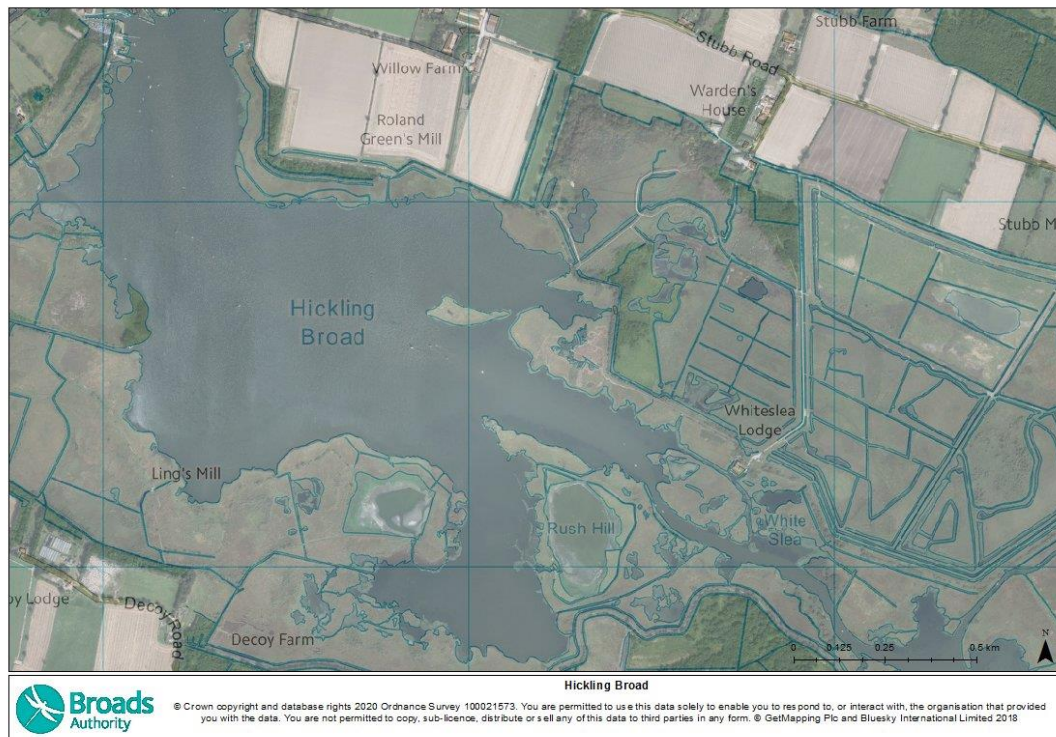 Stubb Farm
Stubb Road
Willow Farm
Warden's
House
Roland
Green's Mill
Stubb M
Hickling
Broad
Whiteslea
Lodge
Ling's Mill
Rush Hill
White
Slea
oy Lodge
Decoy Road
Decoy Farm
N
0 0.125 0.25 0.5 km
Hickling Broad
Broads
Authority
© Crown copyright and database rights 2020 Ordnance Survey 100021573. You are permitted to use this data solely to enable you to respond to, or interact with, the organisation that provided
you with the data. You are not permitted to copy, sub-licence, distribute or sell any of this data to third parties in any form. © GetMapping Plc and Bluesky International Limited 2018